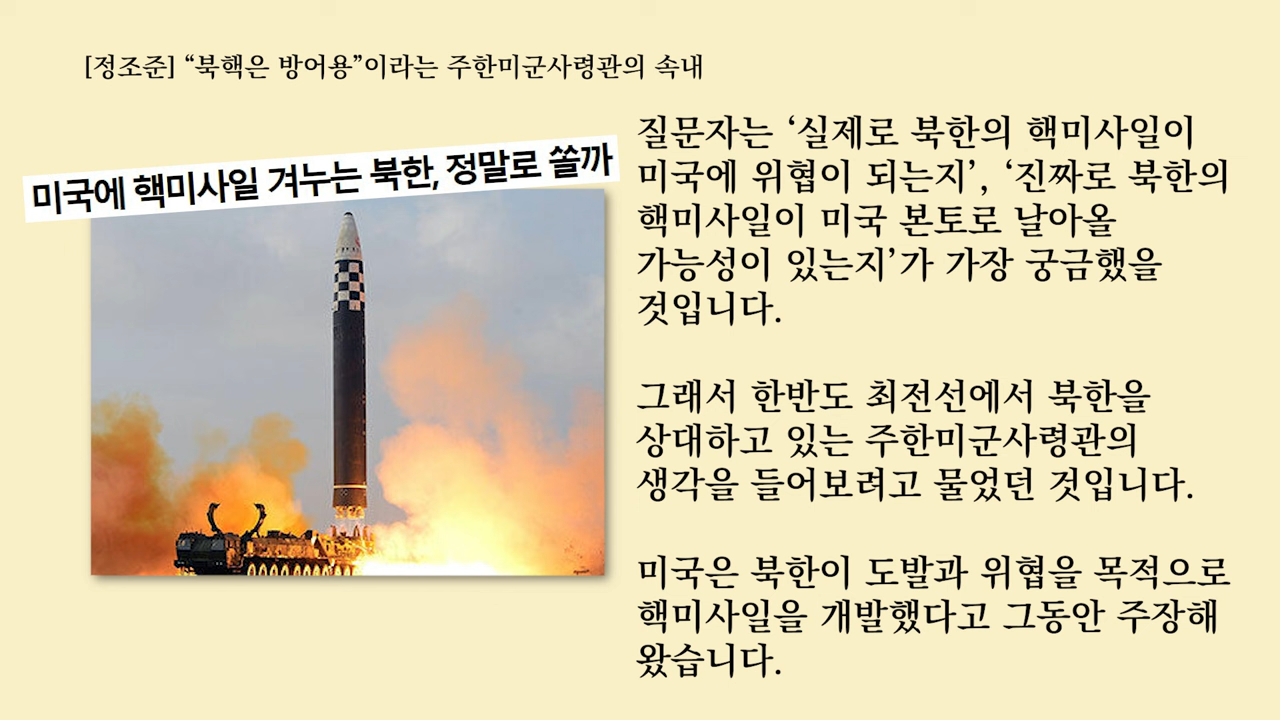 [정조준] “북핵은 방어용”이라는 주한미군사령관의 속내
미국에 핵미사일 겨누는 북한, 정말로 쏠까
질문자는 ‘실제로 북한의 핵미사일이
미국에 위협이 되는지’, ‘진짜로 북한의
핵미사일이 미국 본토로 날아올
가능성이 있는지’가 가장 궁금했을
것입니다.
그래서 한반도 최전선에서 북한을
상대하고 있는 주한미군사령관의
생각을 들어보려고 물었던 것입니다.
미국은 북한이 도발과 위협을 목적으로
핵미사일을 개발했다고 그동안 주장해
왔습니다.